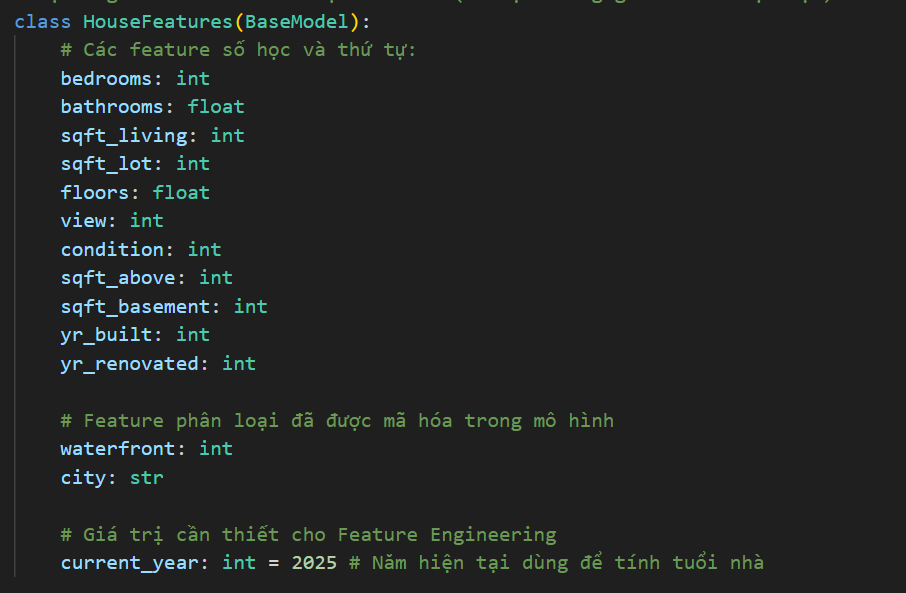 class HouseFeatures(BaseModel):
# Các feature số học và thứ tự:
bedrooms: int
bathrooms: float
sqft_living: int
sqft_lot: int
floors: float
view: int
condition: int
sqft_above: int
sqft_basement: int
yr_built: int
yr_renovated: int
# Feature phân loại đã được mã hóa trong mô hình
waterfront: int
city: str
# Giá trị cần thiết cho Feature Engineering
current_year: int = 2025 # Năm hiện tại dùng để tính tuổi nhà